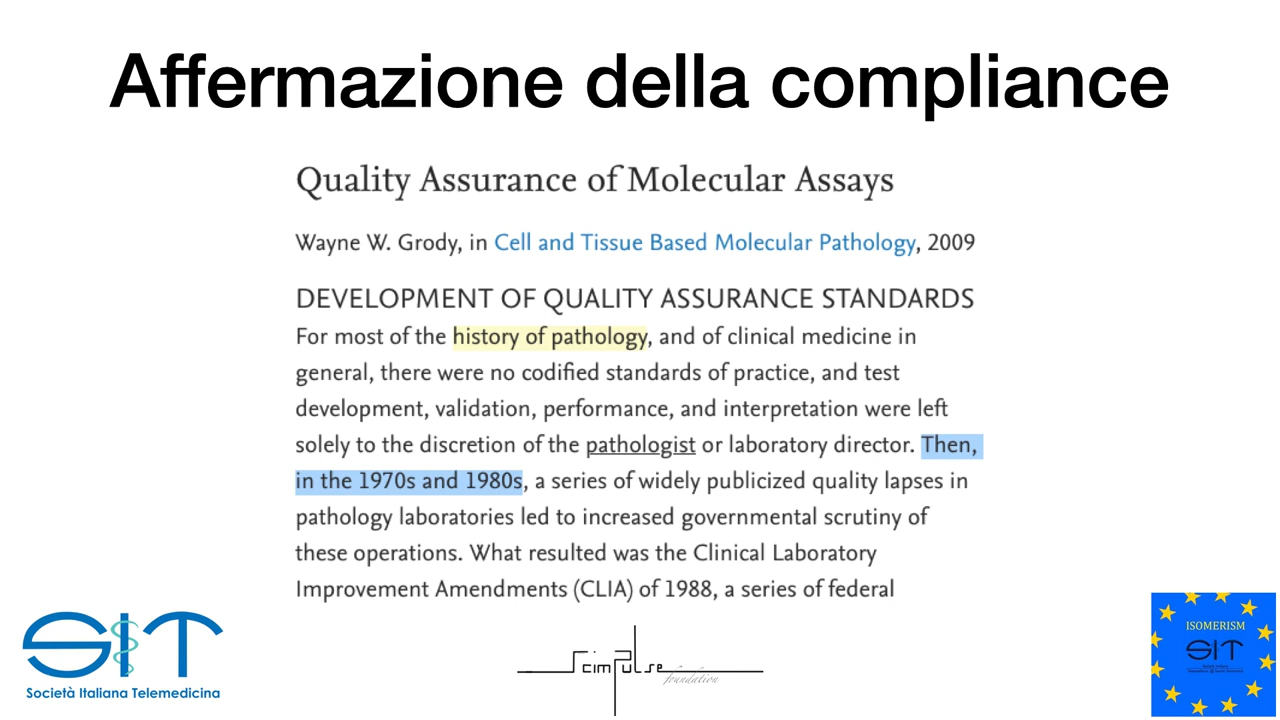 Affermazione della compliance
Quality Assurance of Molecular Assays
Wayne W. Grody, in Cell and Tissue Based Molecular Pathology, 2009
DEVELOPMENT OF QUALITY ASSURANCE STANDARDS
For most of the history of pathology, and of clinical medicine in
general, there were no codified standards of practice, and test
development, validation, performance, and interpretation were left
solely to the discretion of the pathologist or laboratory director. Then,
in the 1970s and 1980s, a series of widely publicized quality lapses in
pathology laboratories led to increased governmental scrutiny of
these operations. What resulted was the Clinical Laboratory
Improvement Amendments (CLIA) of 1988, a series of federal
SIT
Società Italiana Telemedicina
scimpulse
foundation
ISOMERISM
SIT